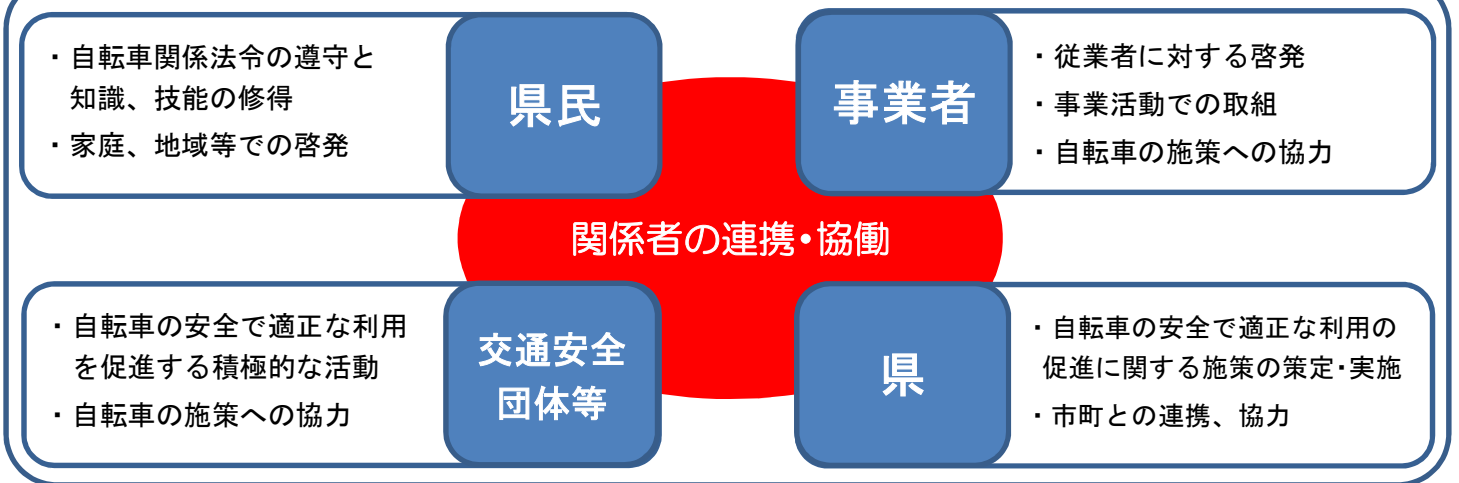 ・自転車関係法令の遵守と
知識、技能の修得
・家庭、地域等での啓発
県民
事業者
・従業者に対する啓発
・事業活動での取組
・自転車の施策への協力
関係者の連携・協働
・自転車の安全で適正な利用
を促進する積極的な活動
・自転車の施策への協力
交通安全
団体等
県
・自転車の安全で適正な利用の
促進に関する施策の策定・実施
・市町との連携、協力